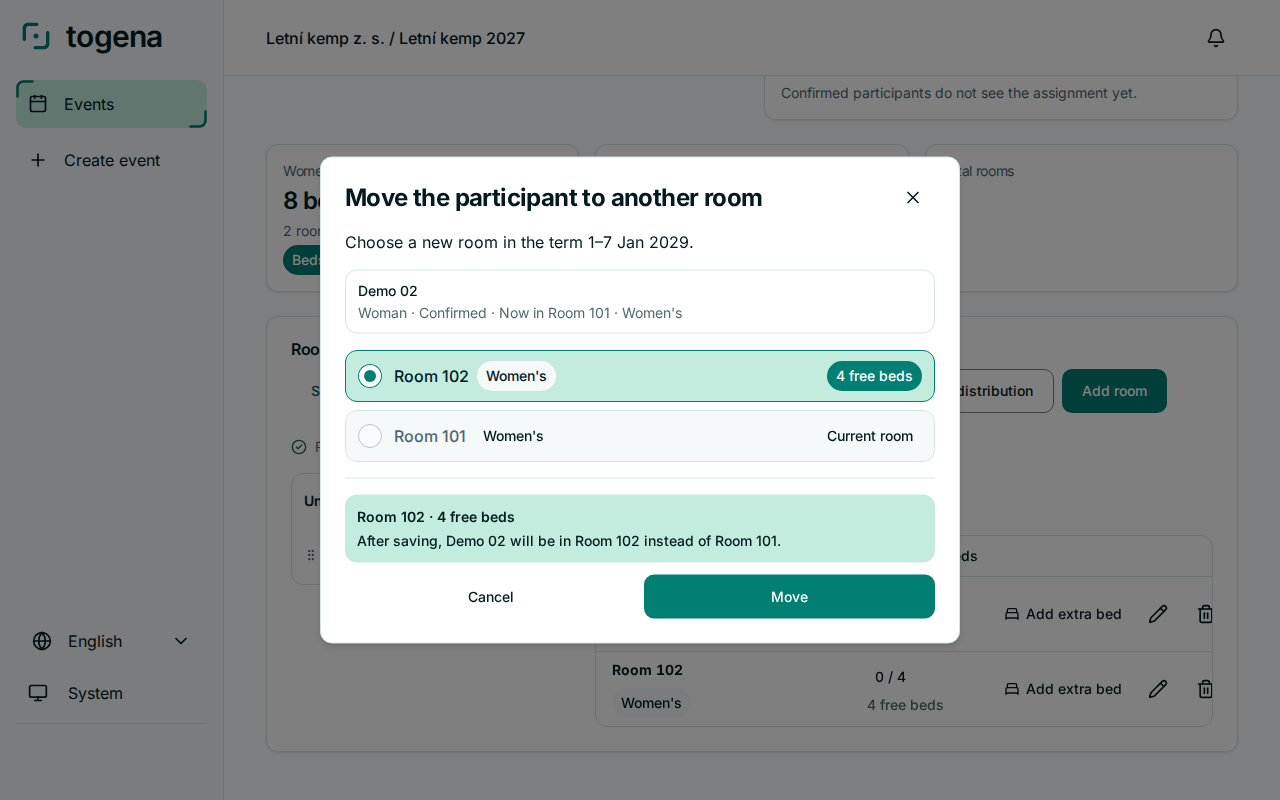 togena
Letní kemp z. s. / Letní kemp 2027
Events
Create event
English
System
Confirmed participants do not see the assignment yet.
8
2
rooms
Move the participant to another room
Choose a new room in the term 1–7 Jan 2029.
Demo 02
Woman · Confirmed · Now in Room 101 · Women's
Room 102 Women's 4 free beds
Room 101 Women's Current room
Room 102 · 4 free beds
After saving, Demo 02 will be in Room 102 instead of Room 101.
Cancel Move
distribution
Add room
Add extra bed
Room 102
Women's
0 / 4
4 free beds
Add extra bed